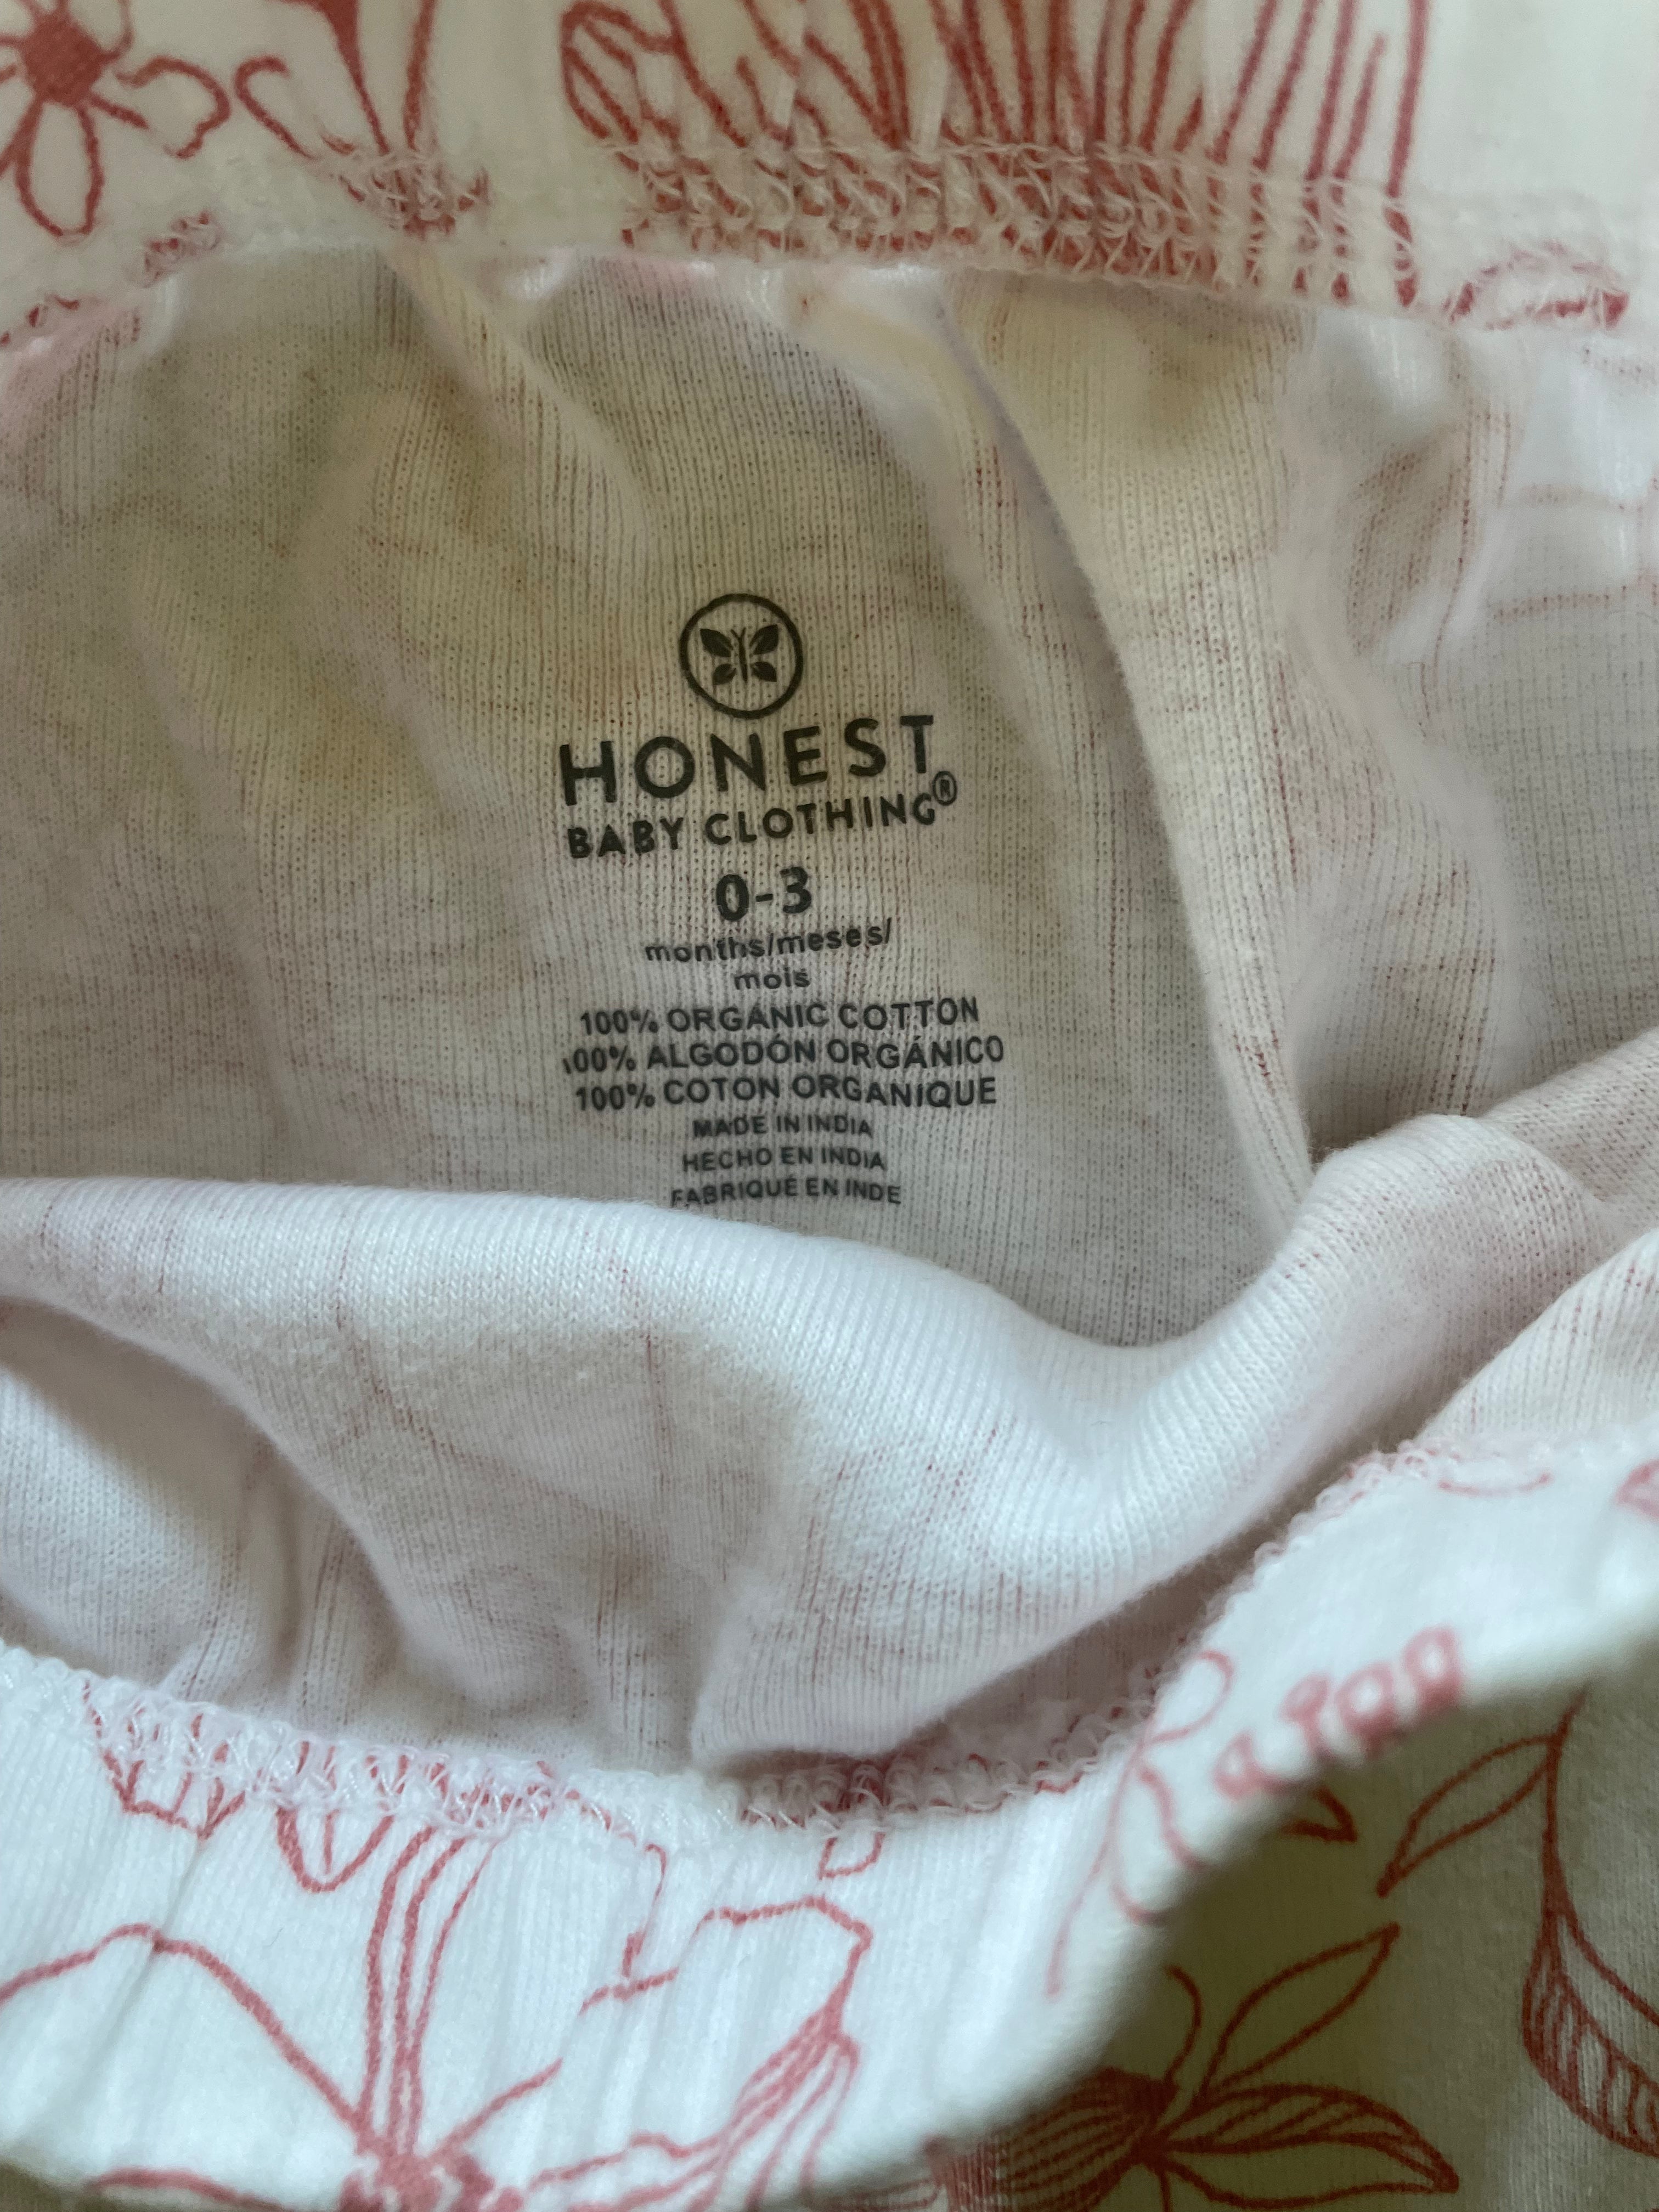 HONEST
BABY CLOTHING®
0-3
months/meses/
mois
100% ORGANIC COTTON
100% ALGODÓN ORGÁNICO
100% COTON ORGANIQUE
MADE IN INDIA
HECHO EN INDIA
FABRIQUÉ EN INDE